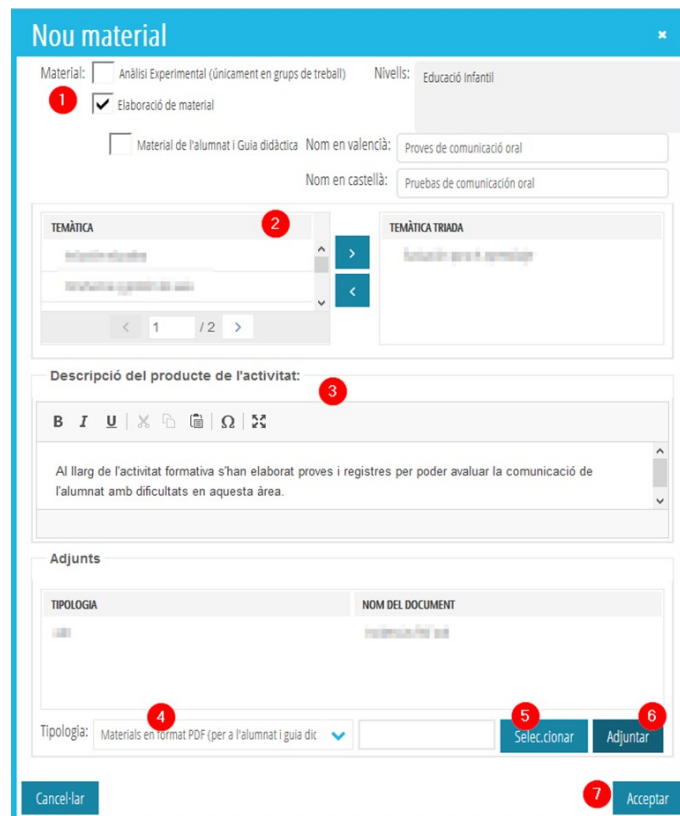 Nou material ×
Material: Anàlisi Experimental (únicament en grups de treball) Nivells: Educació Infantil
1 Elaboració de material
Material de l'alumnat i Guia didàctica Nom en valencià: Proves de comunicació oral
Nom en castellà: Pruebas de comunicación oral
TEMÀTICA 2 TEMÀTICA TRIADA
>
<
< 1 / 2 >
Descripció del producte de l'activitat: 3
B I U Ω
Al llarg de l'activitat formativa s'han elaborat proves i registres per poder avaluar la comunicació de
l'alumnat amb dificultats en aquesta àrea.
Adjunts
TIPOLOGIA NOM DEL DOCUMENT
4 5 6
Tipologia: Materials en format PDF (per a l'alumnat i guia dic Selec.cionar Adjuntar
Cancel·lar 7 Acceptar